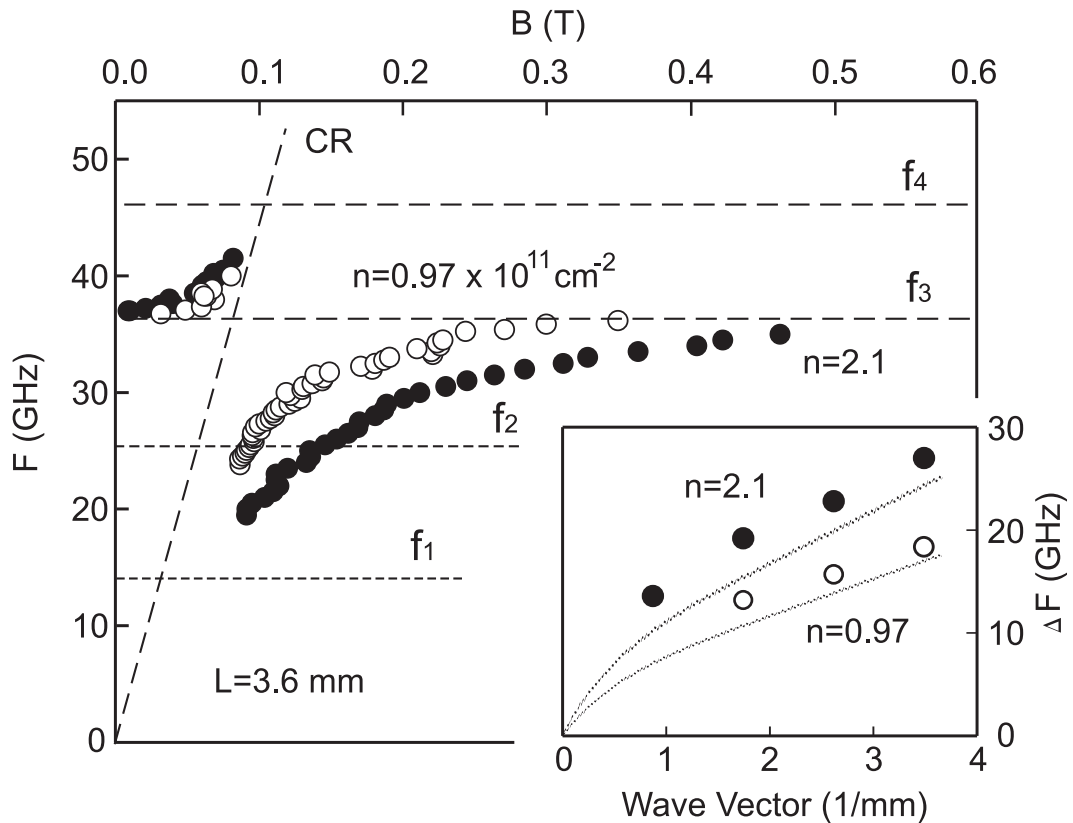 B (T)
0.0 0.1 0.2 0.3 0.4 0.5 0.6
CR
50
f4
40
n=0.97 x 10^11 cm^-2
f3
F (GHz)
30
n=2.1
f2
20
f1
10
L=3.6 mm
0
30
n=2.1
20
ΔF (GHz)
n=0.97
10
0
0 1 2 3 4
Wave Vector (1/mm)